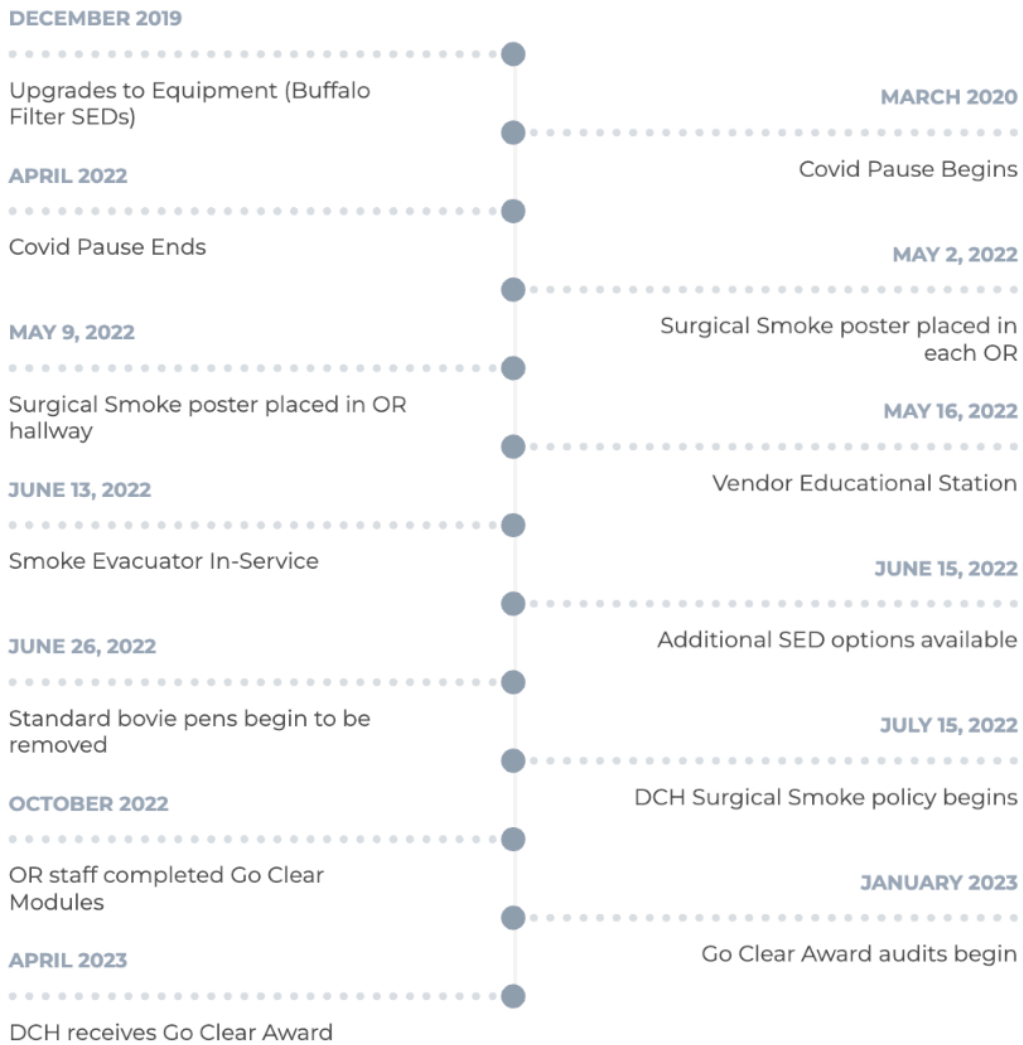 DECEMBER 2019
Upgrades to Equipment (Buffalo
Filter SEDs)
MARCH 2020
Covid Pause Begins
APRIL 2022
Covid Pause Ends
MAY 2, 2022
Surgical Smoke poster placed in
each OR
MAY 9, 2022
Surgical Smoke poster placed in OR
hallway
MAY 16, 2022
Vendor Educational Station
JUNE 13, 2022
Smoke Evacuator In-Service
JUNE 15, 2022
Additional SED options available
JUNE 26, 2022
Standard bovie pens begin to be
removed
JULY 15, 2022
DCH Surgical Smoke policy begins
OCTOBER 2022
OR staff completed Go Clear
Modules
JANUARY 2023
Go Clear Award audits begin
APRIL 2023
DCH receives Go Clear Award